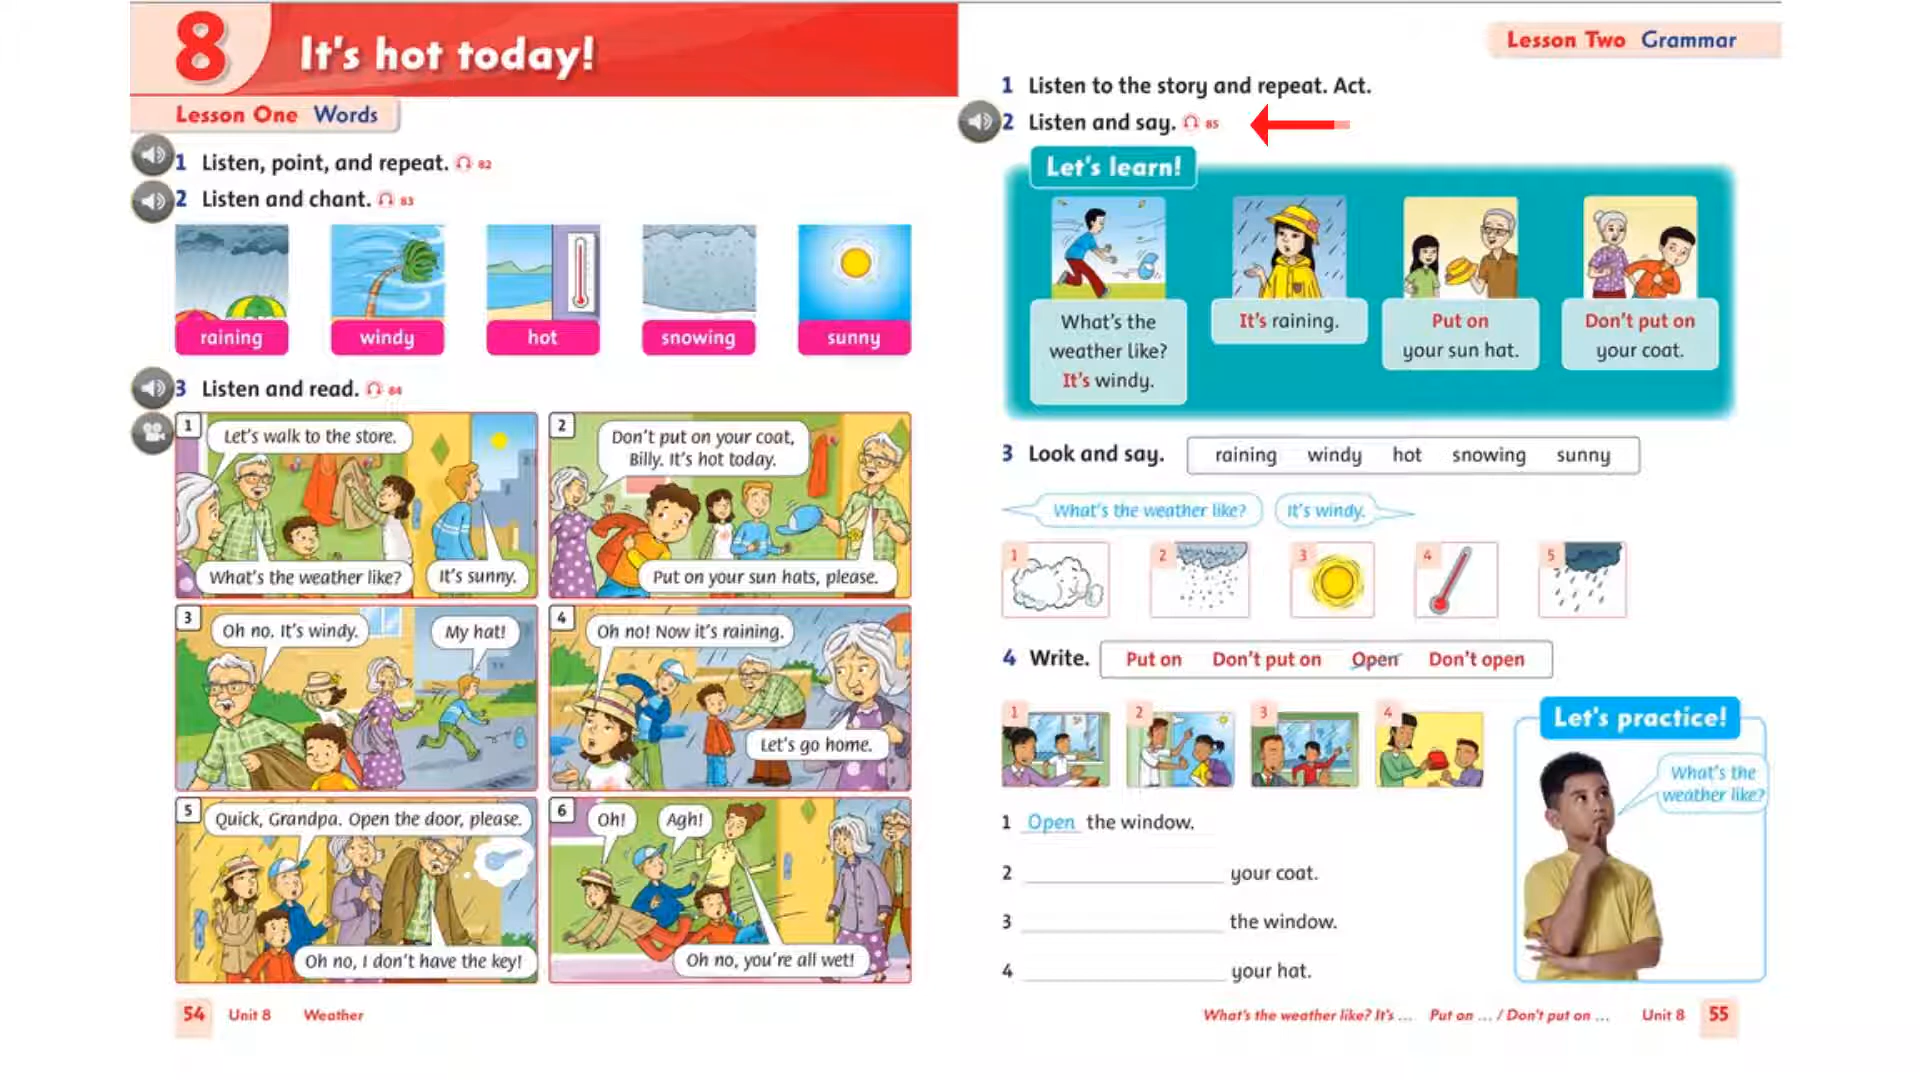 8 It's hot today!
Lesson One Words
1 Listen, point, and repeat. 82
2 Listen and chant. 83
raining windy hot snowing sunny
3 Listen and read. 84
1
Let's walk to the store.
What's the weather like?
It's sunny.
2
Don't put on your coat,
Billy. It's hot today.
Put on your sun hats, please.
3
Oh no. It's windy.
My hat!
4
Oh no! Now it's raining.
Let's go home.
5
Quick, Grandpa. Open the door, please.
Oh no, I don't have the key!
6
Oh!
Agh!
Oh no, you're all wet!
54 Unit 8 Weather
Lesson Two Grammar
1 Listen to the story and repeat. Act.
2 Listen and say. 85
Let's learn!
What's the
weather like?
It's windy.
It's raining.
Put on
your sun hat.
Don't put on
your coat.
3 Look and say. raining windy hot snowing sunny
What's the weather like? It's windy.
1 2 3 4 5
4 Write. Put on Don't put on Open Don't open
1 2 3 4
1 Open the window.
2 your coat.
3 the window.
4 your hat.
Let's practice!
What's the
weather like?
What's the weather like? It's ... Put on ... / Don't put on ... Unit 8 55